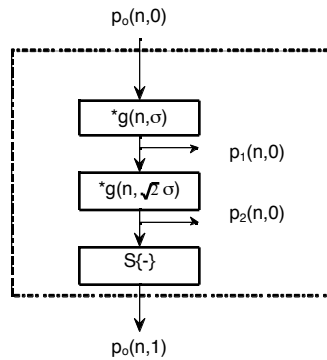 pₒ(n,0)
*g(n,σ)
p₁(n,0)
*g(n, √2 σ)
p₂(n,0)
S{-}
pₒ(n,1)